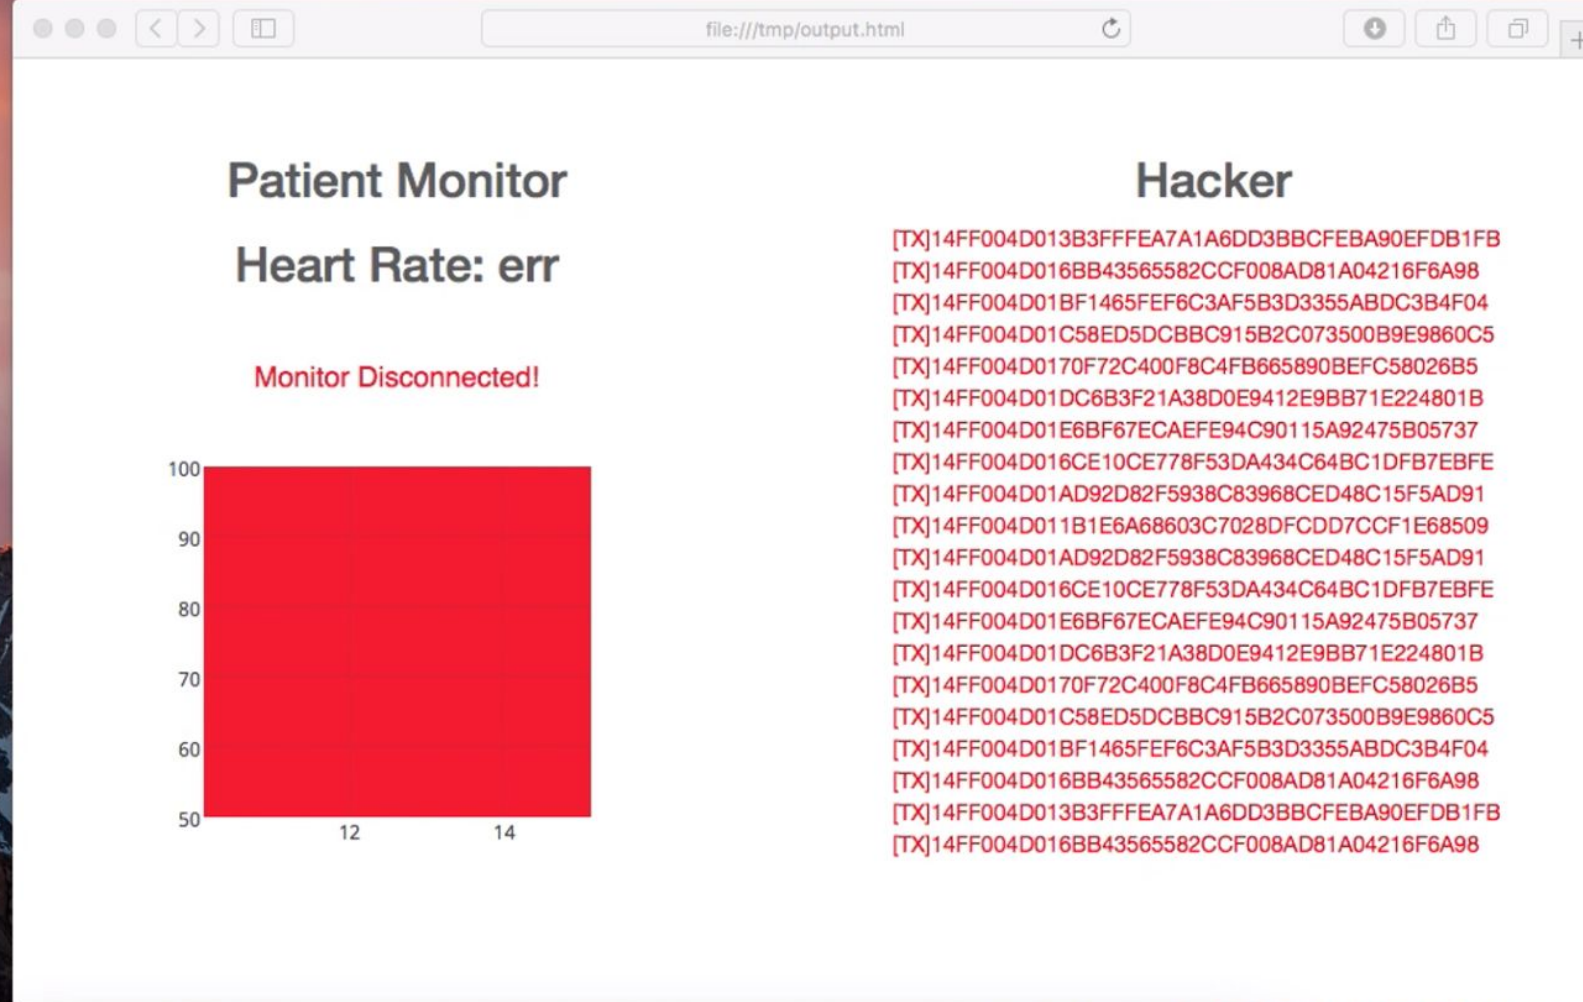 file:///tmp/output.html
Patient Monitor
Heart Rate: err
Monitor Disconnected!
100
90
80
70
60
50
12
14
Hacker
[TX]14FF004D013B3FFFEA7A1A6DD3BBCFEBA90EFDB1FB
[TX]14FF004D016BB43565582CCF008AD81A04216F6A98
[TX]14FF004D01BF1465FEF6C3AF5B3D3355ABDC3B4F04
[TX]14FF004D01C58ED5DCBBC915B2C073500B9E9860C5
[TX]14FF004D0170F72C400F8C4FB665890BEFC58026B5
[TX]14FF004D01DC6B3F21A38D0E9412E9BB71E224801B
[TX]14FF004D01E6BF67ECAEFE94C90115A92475B05737
[TX]14FF004D016CE10CE778F53DA434C64BC1DFB7EBFE
[TX]14FF004D01AD92D82F5938C83968CED48C15F5AD91
[TX]14FF004D011B1E6A68603C7028DFCDD7CCF1E68509
[TX]14FF004D01AD92D82F5938C83968CED48C15F5AD91
[TX]14FF004D016CE10CE778F53DA434C64BC1DFB7EBFE
[TX]14FF004D01E6BF67ECAEFE94C90115A92475B05737
[TX]14FF004D01DC6B3F21A38D0E9412E9BB71E224801B
[TX]14FF004D0170F72C400F8C4FB665890BEFC58026B5
[TX]14FF004D01C58ED5DCBBC915B2C073500B9E9860C5
[TX]14FF004D01BF1465FEF6C3AF5B3D3355ABDC3B4F04
[TX]14FF004D016BB43565582CCF008AD81A04216F6A98
[TX]14FF004D013B3FFFEA7A1A6DD3BBCFEBA90EFDB1FB
[TX]14FF004D016BB43565582CCF008AD81A04216F6A98